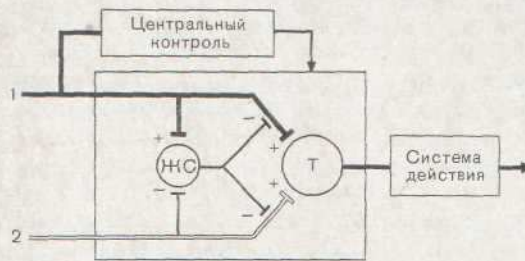 Центральный
контроль
1
−
+
+
ЖС
Т
Система
действия
−
+
−
2